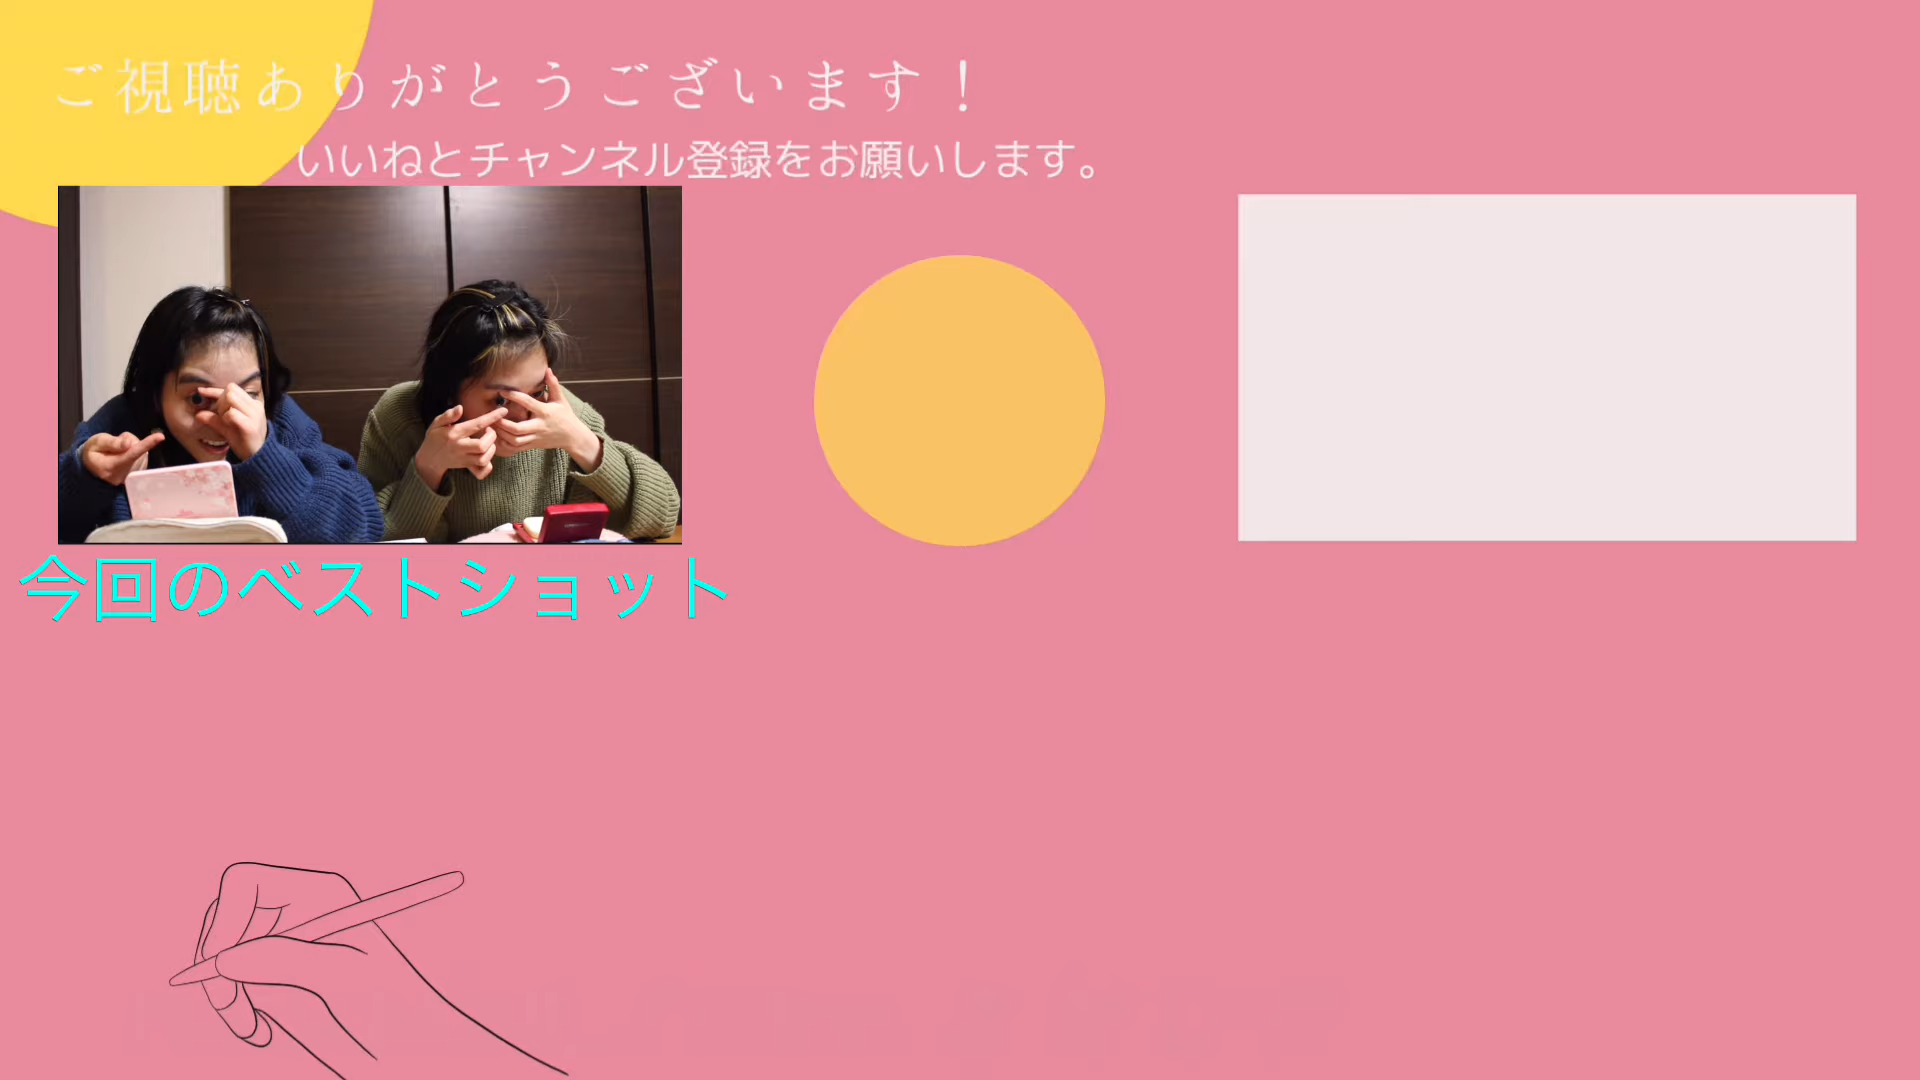 ご視聴ありがとうございます！
いいねとチャンネル登録をお願いします。
今回のベストショット